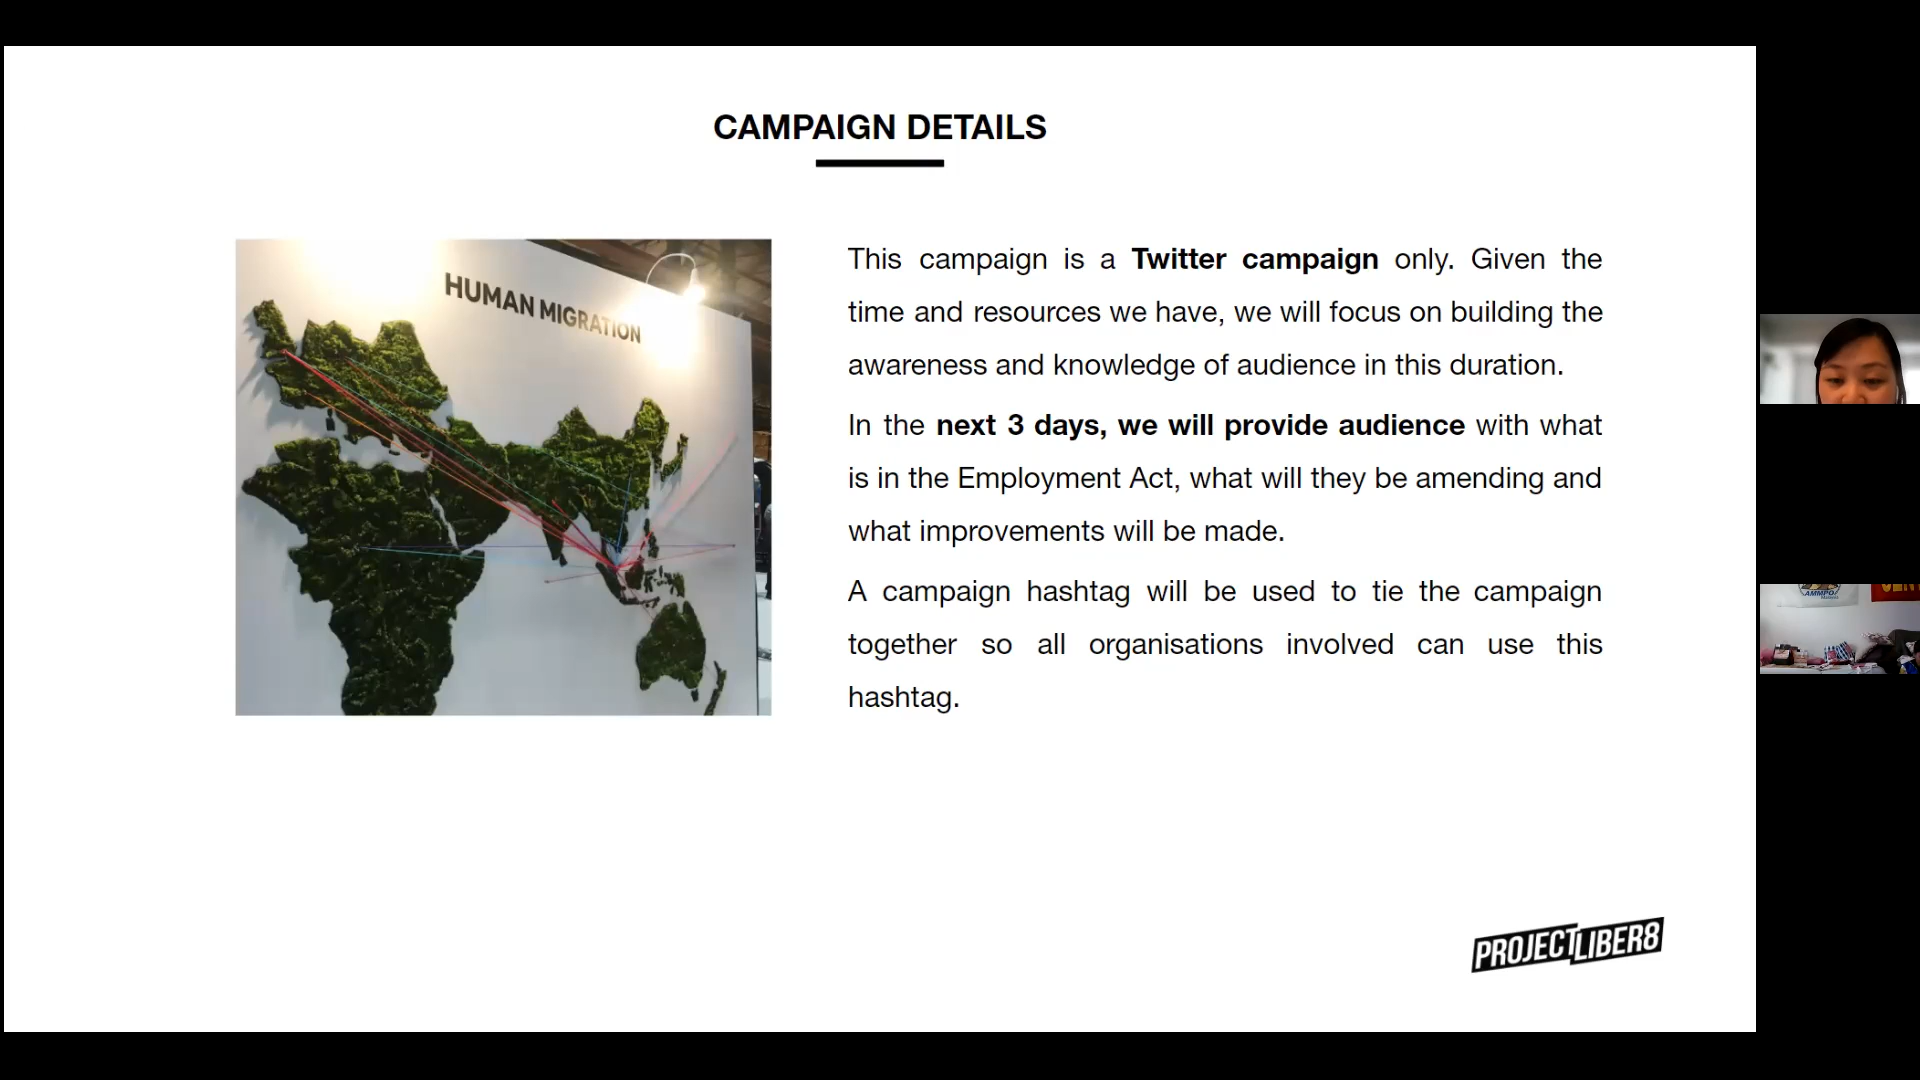 CAMPAIGN DETAILS
HUMAN MIGRATION
This campaign is a Twitter campaign only. Given the
time and resources we have, we will focus on building the
awareness and knowledge of audience in this duration.
In the next 3 days, we will provide audience with what
is in the Employment Act, what will they be amending and
what improvements will be made.
A campaign hashtag will be used to tie the campaign
together so all organisations involved can use this
hashtag.
AMMPO
PROJECTLIBER8